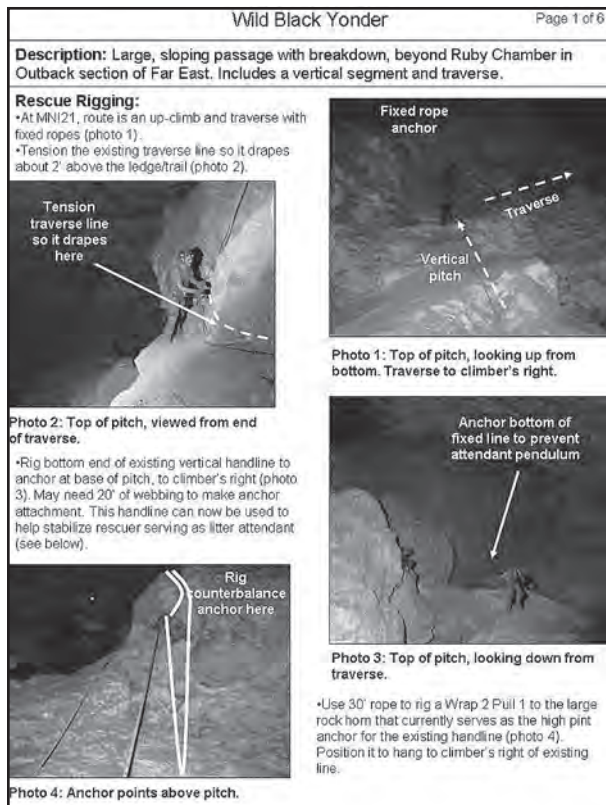 Wild Black Yonder
Page 1 of 6
Description: Large, sloping passage with breakdown, beyond Ruby Chamber in
Outback section of Far East. Includes a vertical segment and traverse.
Rescue Rigging:
•At MNI21, route is an up-climb and traverse with
fixed ropes (photo 1).
•Tension the existing traverse line so it drapes
about 2' above the ledge/trail (photo 2).
Tension
traverse line
so it drapes
here
Photo 2: Top of pitch, viewed from end
of traverse.
•Rig bottom end of existing vertical handline to
anchor at base of pitch, to climber's right (photo
3). May need 20' of webbing to make anchor
attachment. This handline can now be used to
help stabilize rescuer serving as litter attendant
(see below).
Rig
counterbalance
anchor here
Photo 4: Anchor points above pitch.
Fixed rope
anchor
Traverse
Vertical
pitch
Photo 1: Top of pitch, looking up from
bottom. Traverse to climber's right.
Anchor bottom of
fixed line to prevent
attendant pendulum
Photo 3: Top of pitch, looking down from
traverse.
•Use 30' rope to rig a Wrap 2 Pull 1 to the large
rock horn that currently serves as the high pint
anchor for the existing handline (photo 4).
Position it to hang to climber's right of existing
line.